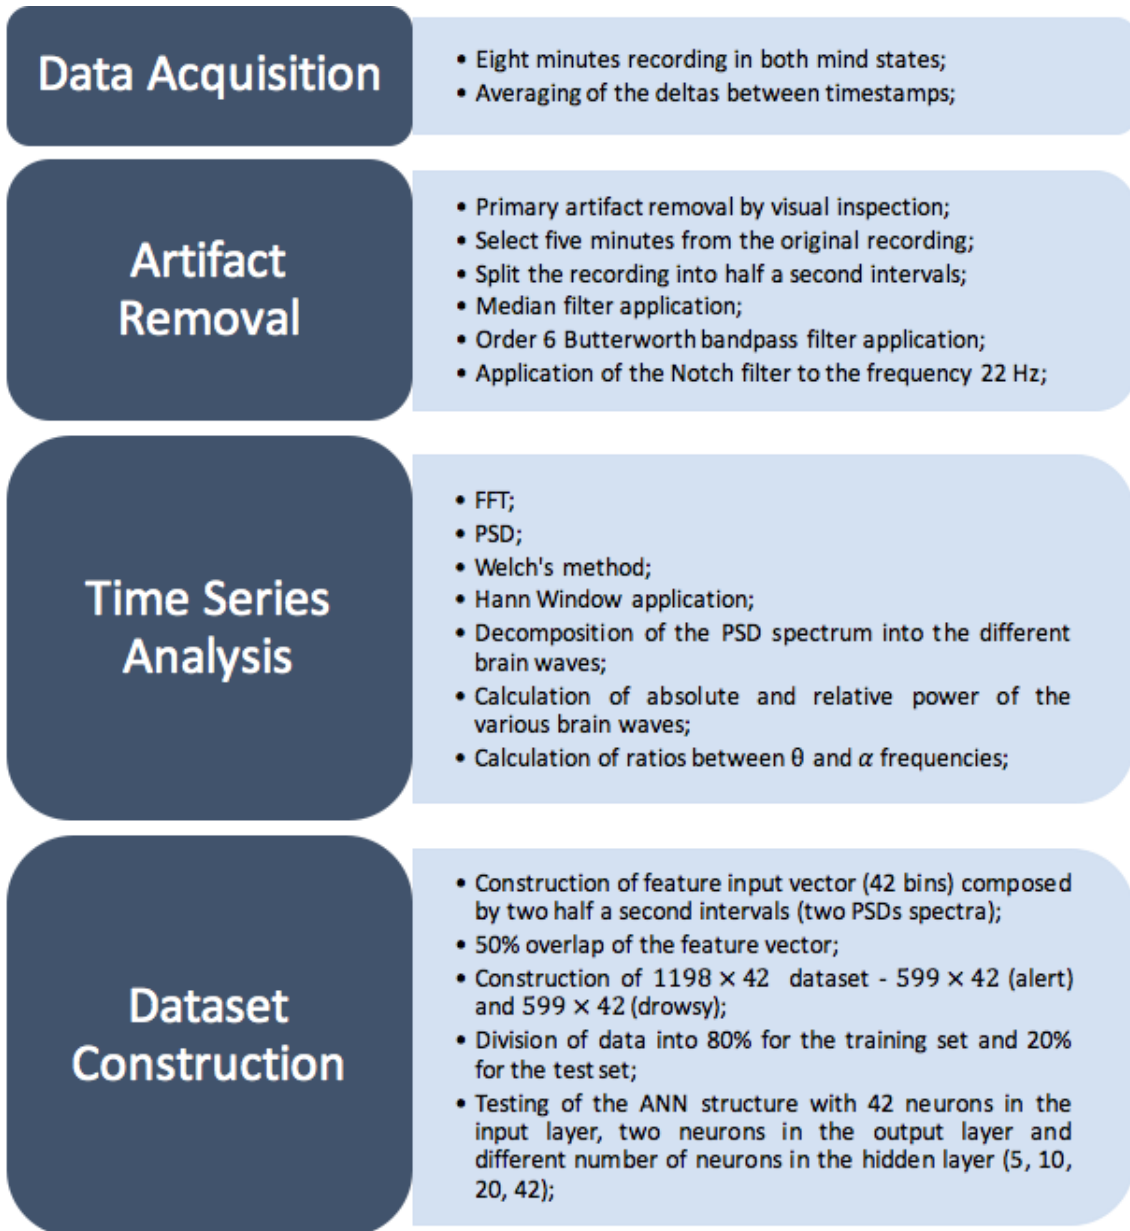 Data Acquisition
• Eight minutes recording in both mind states;
• Averaging of the deltas between timestamps;
Artifact
Removal
• Primary artifact removal by visual inspection;
• Select five minutes from the original recording;
• Split the recording into half a second intervals;
• Median filter application;
• Order 6 Butterworth bandpass filter application;
• Application of the Notch filter to the frequency 22 Hz;
Time Series
Analysis
• FFT;
• PSD;
• Welch's method;
• Hann Window application;
• Decomposition of the PSD spectrum into the different
brain waves;
• Calculation of absolute and relative power of the
various brain waves;
• Calculation of ratios between θ and α frequencies;
Dataset
Construction
• Construction of feature input vector (42 bins) composed
by two half a second intervals (two PSDs spectra);
• 50% overlap of the feature vector;
• Construction of 1198 × 42 dataset - 599 × 42 (alert)
and 599 × 42 (drowsy);
• Division of data into 80% for the training set and 20%
for the test set;
• Testing of the ANN structure with 42 neurons in the
input layer, two neurons in the output layer and
different number of neurons in the hidden layer (5, 10,
20, 42);